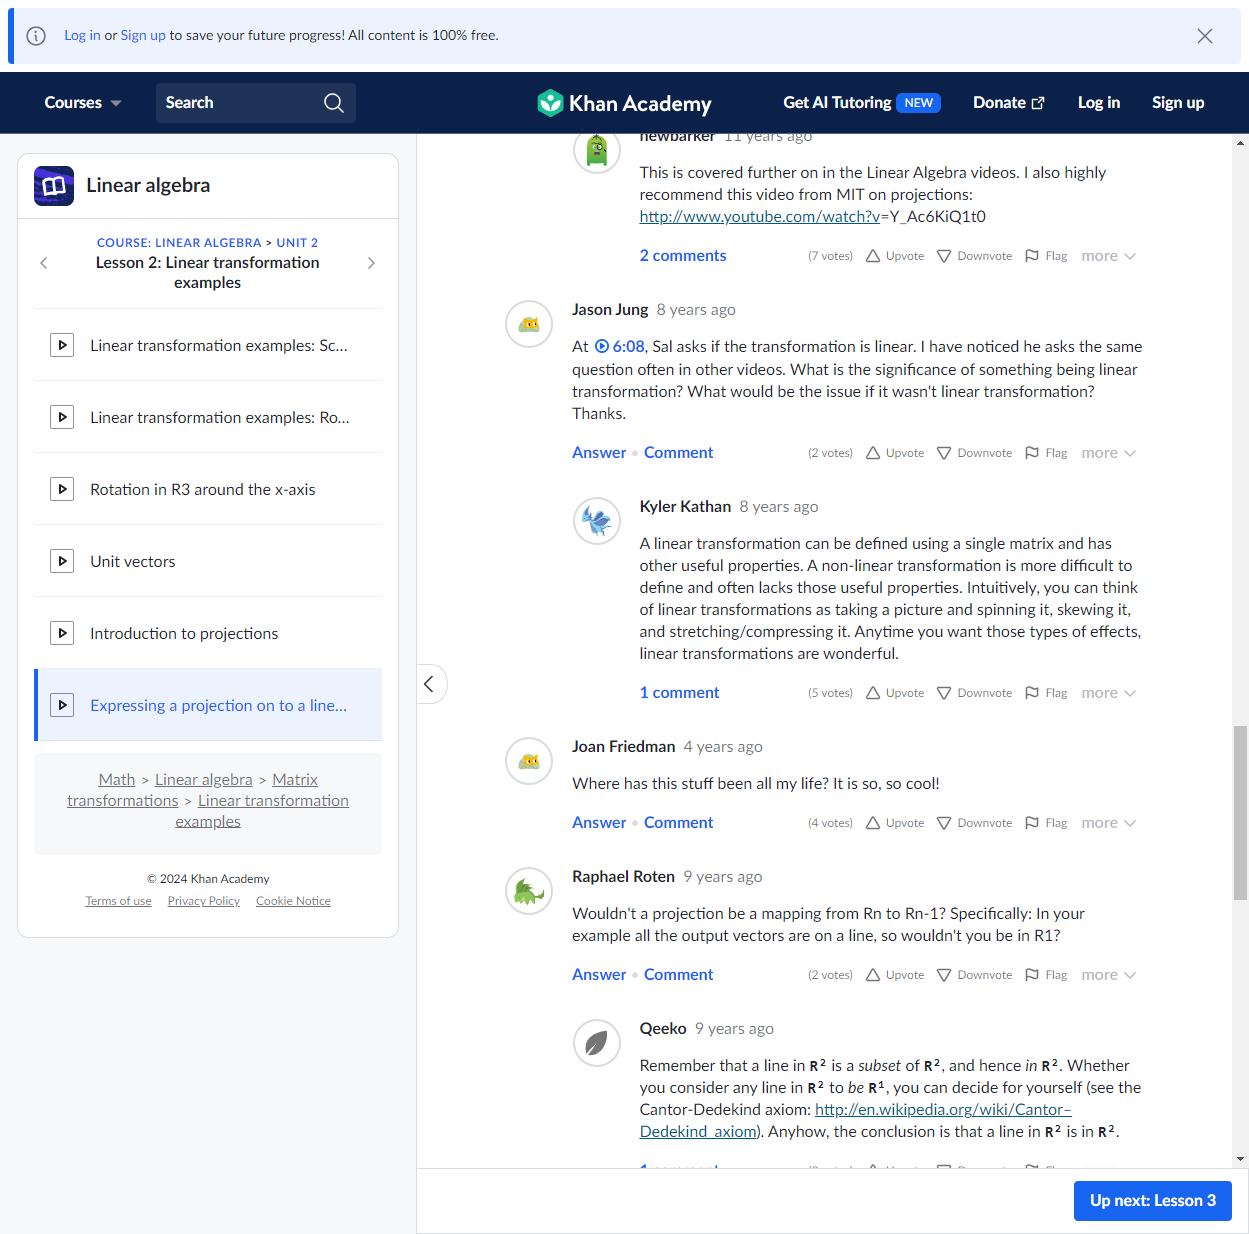 Log in or Sign up to save your future progress! All content is 100% free.
Courses
Search
Khan Academy
Get AI Tutoring NEW
Donate
Log in
Sign up
Linear algebra
COURSE: LINEAR ALGEBRA > UNIT 2
Lesson 2: Linear transformation
examples
Linear transformation examples: Sc...
Linear transformation examples: Ro...
Rotation in R3 around the x-axis
Unit vectors
Introduction to projections
Expressing a projection on to a line...
Math > Linear algebra > Matrix
transformations > Linear transformation
examples
© 2024 Khan Academy
Terms of use Privacy Policy Cookie Notice
newbarker 11 years ago
This is covered further on in the Linear Algebra videos. I also highly
recommend this video from MIT on projections:
http://www.youtube.com/watch?v=Y_Ac6KiQ1t0
2 comments (7 votes) Upvote Downvote Flag more
Jason Jung 8 years ago
At 6:08, Sal asks if the transformation is linear. I have noticed he asks the same
question often in other videos. What is the significance of something being linear
transformation? What would be the issue if it wasn't linear transformation?
Thanks.
Answer • Comment (2 votes) Upvote Downvote Flag more
Kyler Kathan 8 years ago
A linear transformation can be defined using a single matrix and has
other useful properties. A non-linear transformation is more difficult to
define and often lacks those useful properties. Intuitively, you can think
of linear transformations as taking a picture and spinning it, skewing it,
and stretching/compressing it. Anytime you want those types of effects,
linear transformations are wonderful.
1 comment (5 votes) Upvote Downvote Flag more
Joan Friedman 4 years ago
Where has this stuff been all my life? It is so, so cool!
Answer • Comment (4 votes) Upvote Downvote Flag more
Raphael Roten 9 years ago
Wouldn't a projection be a mapping from Rn to Rn-1? Specifically: In your
example all the output vectors are on a line, so wouldn't you be in R1?
Answer • Comment (2 votes) Upvote Downvote Flag more
Qeeko 9 years ago
Remember that a line in R² is a subset of R², and hence in R². Whether
you consider any line in R² to be R¹, you can decide for yourself (see the
Cantor-Dedekind axiom: http://en.wikipedia.org/wiki/Cantor–
Dedekind_axiom). Anyhow, the conclusion is that a line in R² is in R².
Up next: Lesson 3